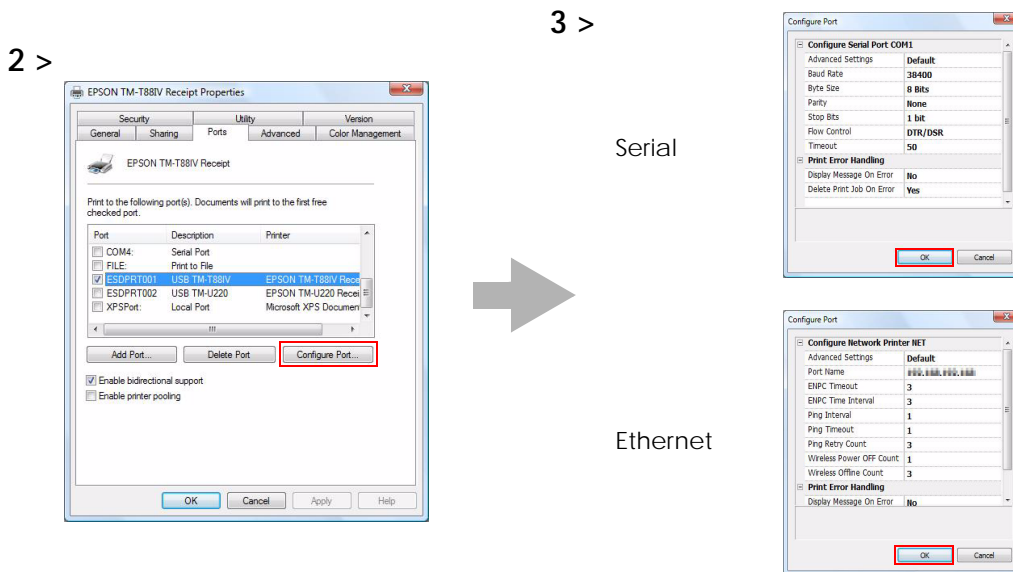 2 >
EPSON TM-T88IV Receipt Properties
Security Utility Version
General Sharing Ports Advanced Color Management
EPSON TM-T88IV Receipt
Print to the following port(s). Documents will print to the first free
checked port.
Port Description Printer
COM4: Serial Port
FILE: Print to File
ESDPRT001 USB TM-T88IV EPSON TM-T88IV Rece
ESDPRT002 USB TM-U220 EPSON TM-U220 Recei
XPSPort: Local Port Microsoft XPS Documen
Add Port... Delete Port Configure Port...
Enable bidirectional support
Enable printer pooling
OK Cancel Apply Help
3 >
Serial
Configure Port
Configure Serial Port COM1
Advanced Settings Default
Baud Rate 38400
Byte Size 8 Bits
Parity None
Stop Bits 1 bit
Flow Control DTR/DSR
Timeout 50
Print Error Handling
Display Message On Error No
Delete Print Job On Error Yes
OK Cancel
Ethernet
Configure Port
Configure Network Printer NET
Advanced Settings Default
Port Name
ENPC Timeout 3
ENPC Time Interval 3
Ping Interval 1
Ping Timeout 1
Ping Retry Count 3
Wireless Power OFF Count 1
Wireless Offline Count 3
Print Error Handling
Display Message On Error No
OK Cancel